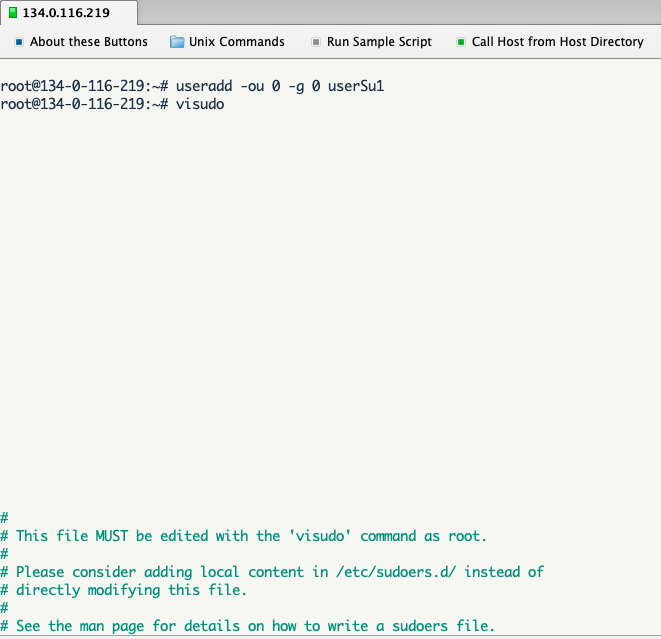 134.0.116.219
About these Buttons Unix Commands Run Sample Script Call Host from Host Directory
root@134-0-116-219:~# useradd -ou 0 -g 0 userSu1
root@134-0-116-219:~# visudo
#
# This file MUST be edited with the 'visudo' command as root.
#
# Please consider adding local content in /etc/sudoers.d/ instead of
# directly modifying this file.
#
# See the man page for details on how to write a sudoers file.